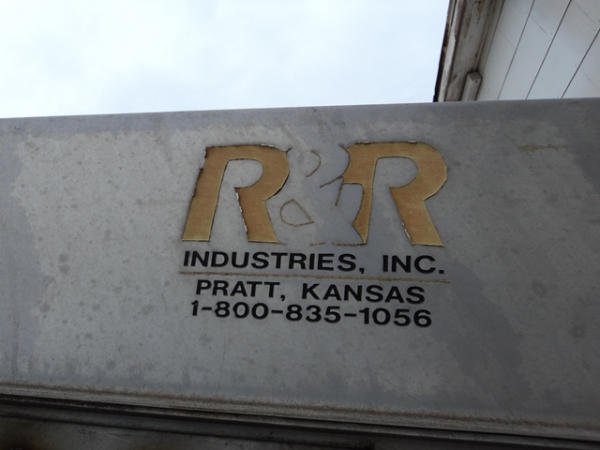 R&R
INDUSTRIES, INC.
PRATT, KANSAS
1-800-835-1056